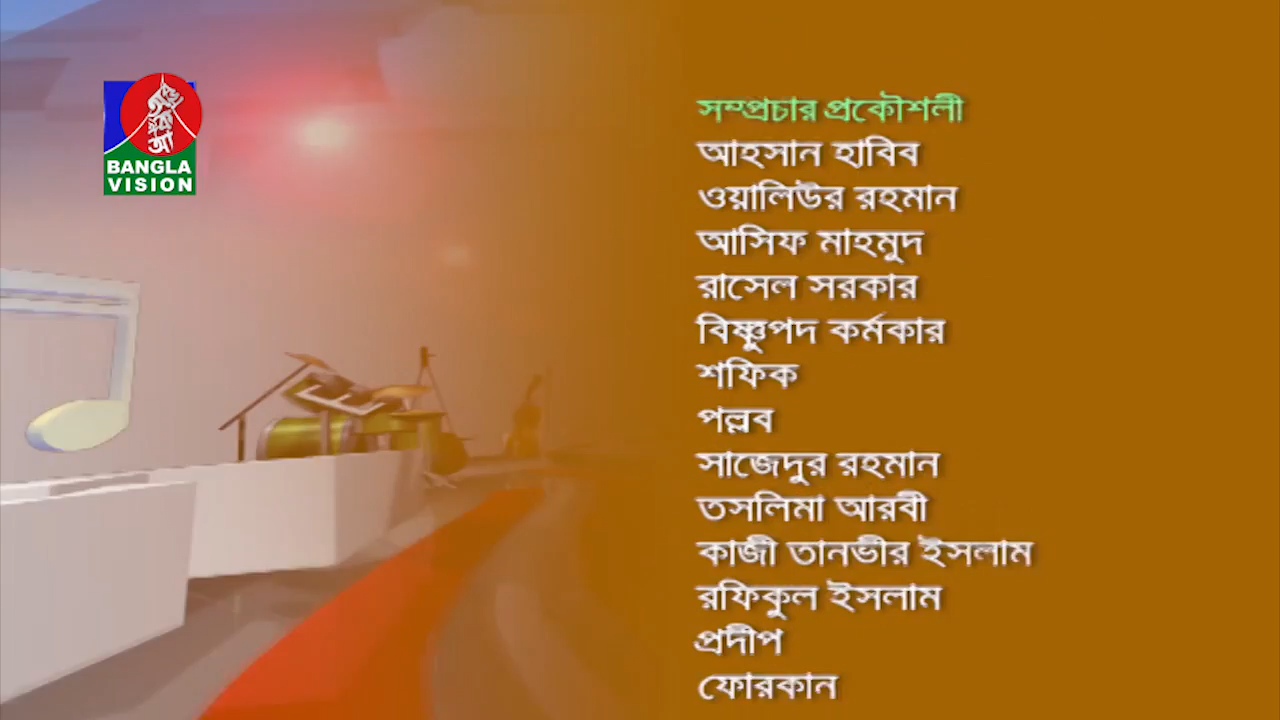 BANGLA
VISION
সম্প্রচার প্রকৌশলী
আহসান হাবিব
ওয়ালিউর রহমান
আসিফ মাহমুদ
রাসেল সরকার
বিষ্ণুপদ কর্মকার
শফিক
পল্লব
সাজেদুর রহমান
তসলিমা আরবী
কাজী তানভীর ইসলাম
রফিকুল ইসলাম
প্রদীপ
ফোরকান